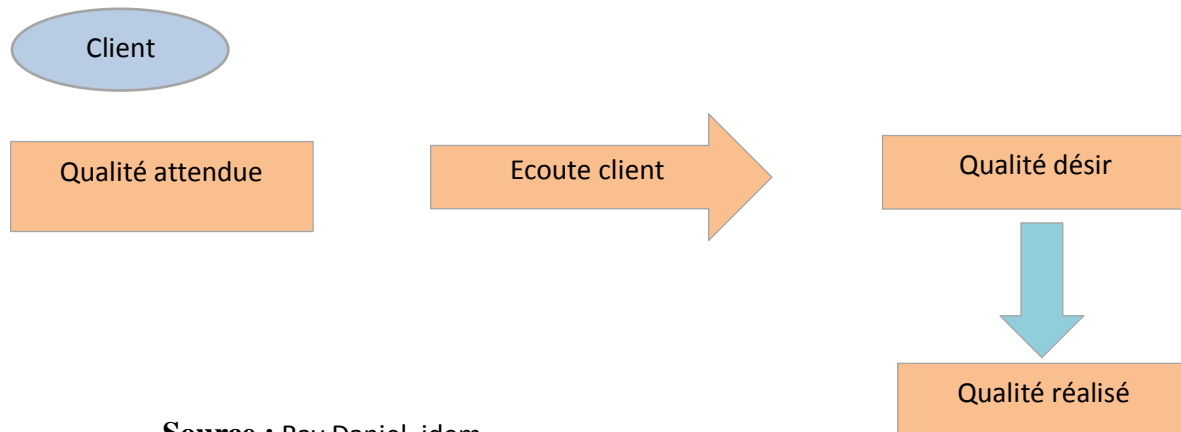 Client
Qualité attendue
Ecoute client
Qualité désir
Qualité réalisé
Source : Ray Daniel, idem